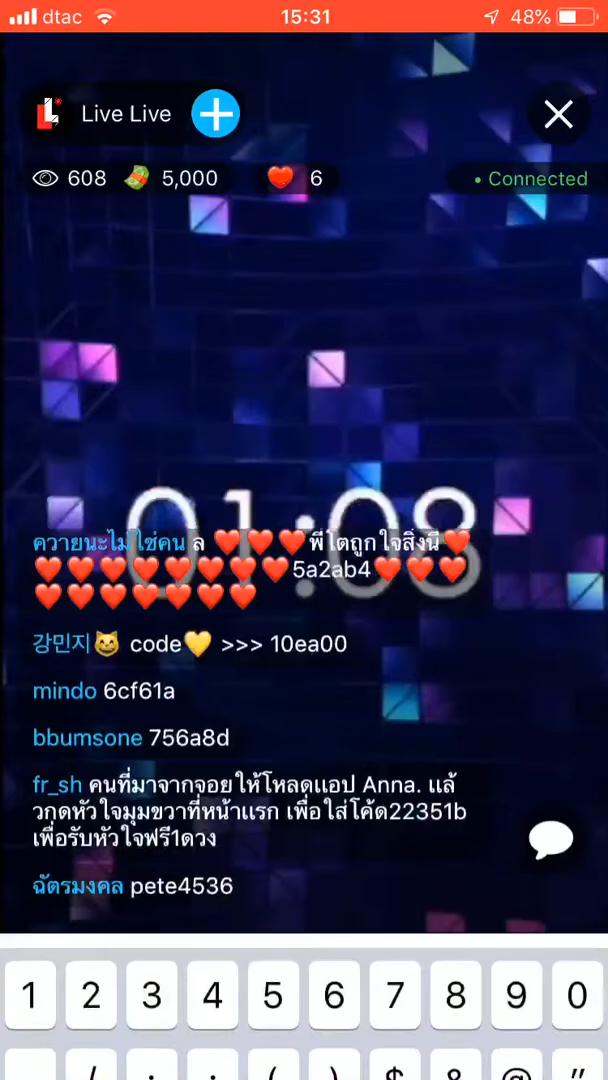 dtac 15:31 48%
Live Live
608 5,000 6 • Connected
01:08
ควายนะไม่ใช่คน ล ❤️❤️❤️พี่โตถูกใจสิ่งนี้❤️
❤️❤️❤️❤️❤️❤️❤️❤️5a2ab4❤️❤️❤️
❤️❤️❤️❤️❤️❤️❤️
강민지😸 code💛 >>> 10ea00
mindo 6cf61a
bbumsone 756a8d
fr_sh คนที่มาจากจอยให้โหลดแอป Anna. แล้
วกดหัวใจมุมขวาที่หน้าแรก เพื่อใส่โค้ด22351b
เพื่อรับหัวใจฟรี1ดวง
ฉัตรมงคล pete4536
1 2 3 4 5 6 7 8 9 0